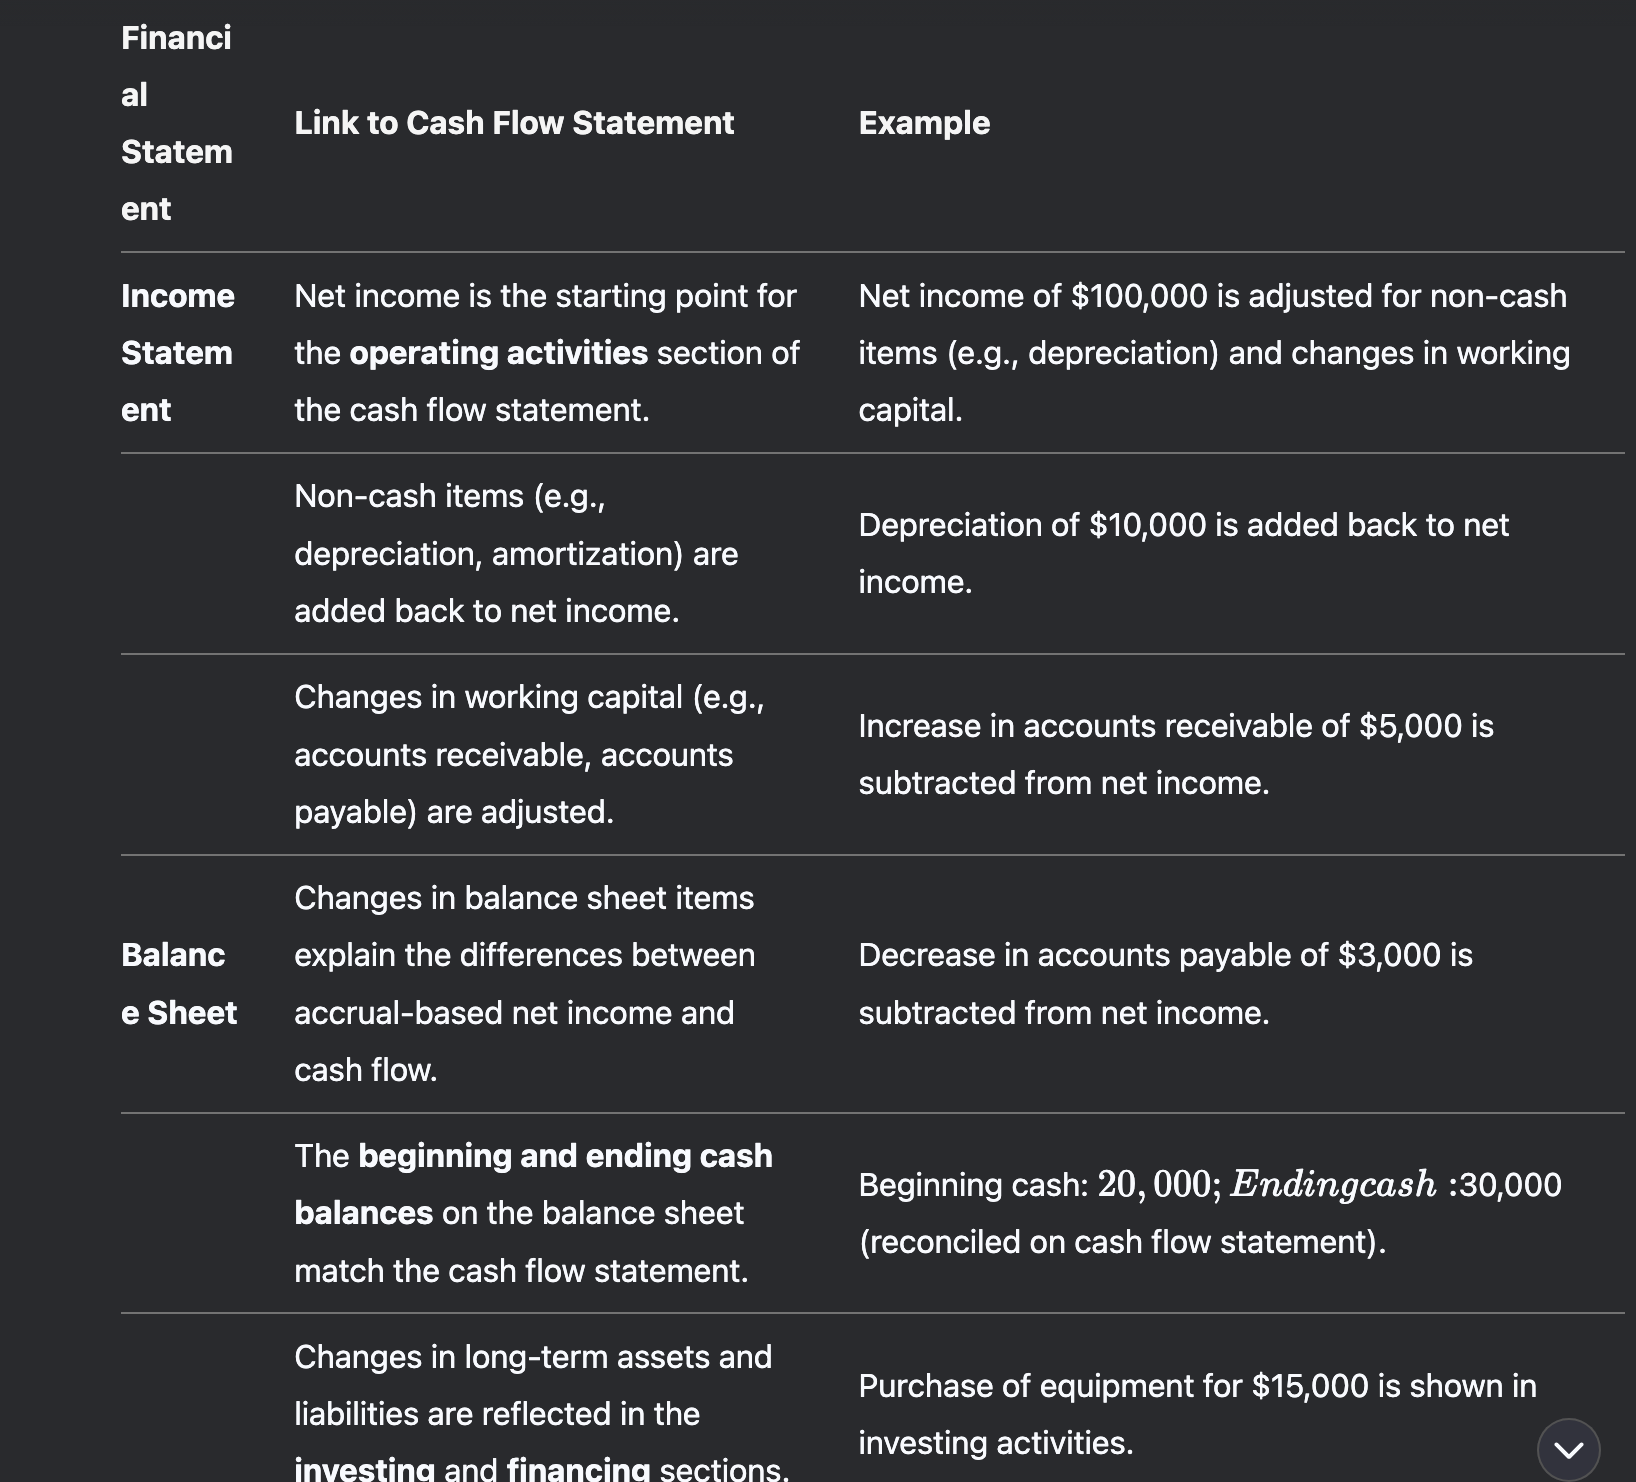 Financi
al
Statem
ent
Link to Cash Flow Statement
Example
Income
Statem
ent
Net income is the starting point for
the operating activities section of
the cash flow statement.
Net income of $100,000 is adjusted for non-cash
items (e.g., depreciation) and changes in working
capital.
Non-cash items (e.g.,
depreciation, amortization) are
added back to net income.
Depreciation of $10,000 is added back to net
income.
Changes in working capital (e.g.,
accounts receivable, accounts
payable) are adjusted.
Increase in accounts receivable of $5,000 is
subtracted from net income.
Balanc
e Sheet
Changes in balance sheet items
explain the differences between
accrual-based net income and
cash flow.
Decrease in accounts payable of $3,000 is
subtracted from net income.
The beginning and ending cash
balances on the balance sheet
match the cash flow statement.
Beginning cash: 20, 000; Endingcash :30,000
(reconciled on cash flow statement).
Changes in long-term assets and
liabilities are reflected in the
investing and financing sections.
Purchase of equipment for $15,000 is shown in
investing activities.